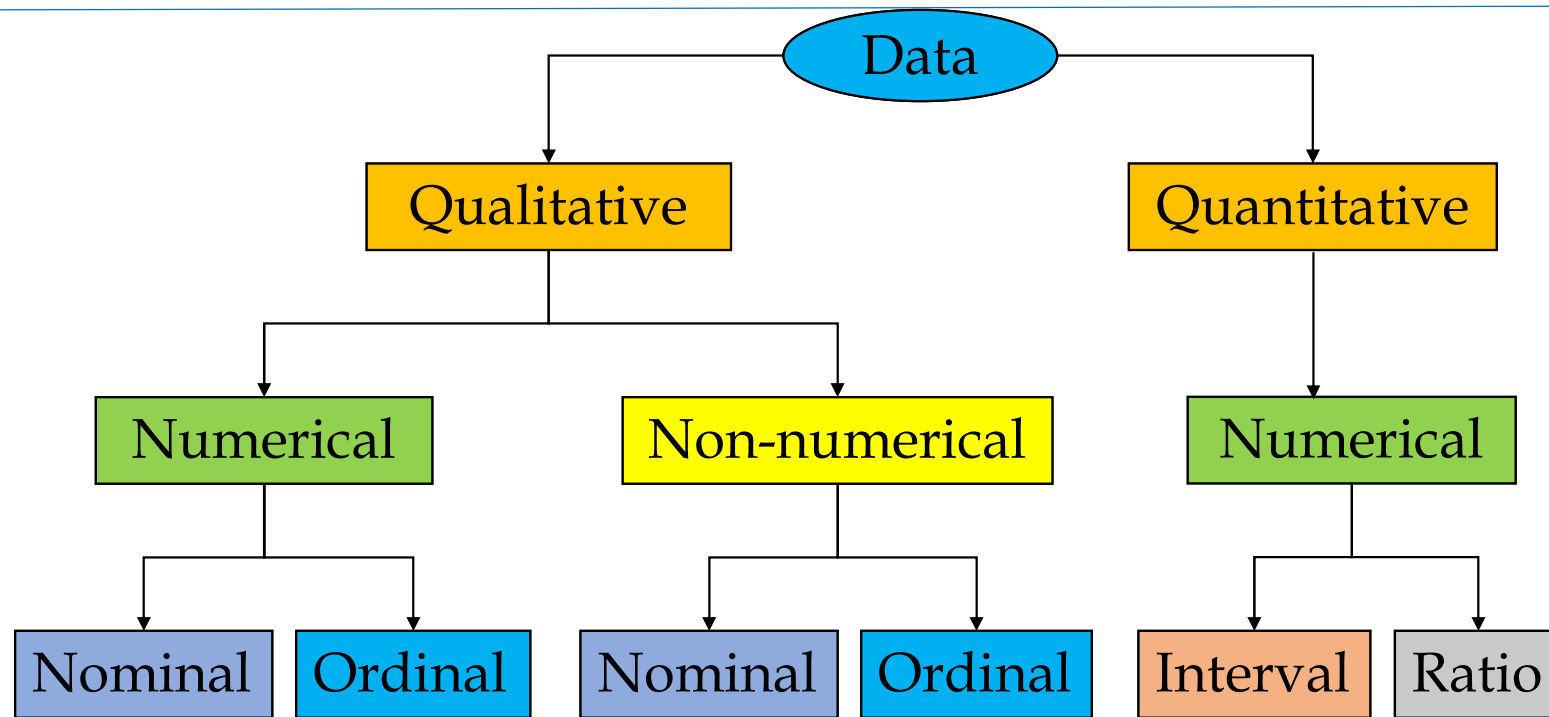 Data
Qualitative
Quantitative
Numerical
Non-numerical
Numerical
Nominal
Ordinal
Nominal
Ordinal
Interval
Ratio